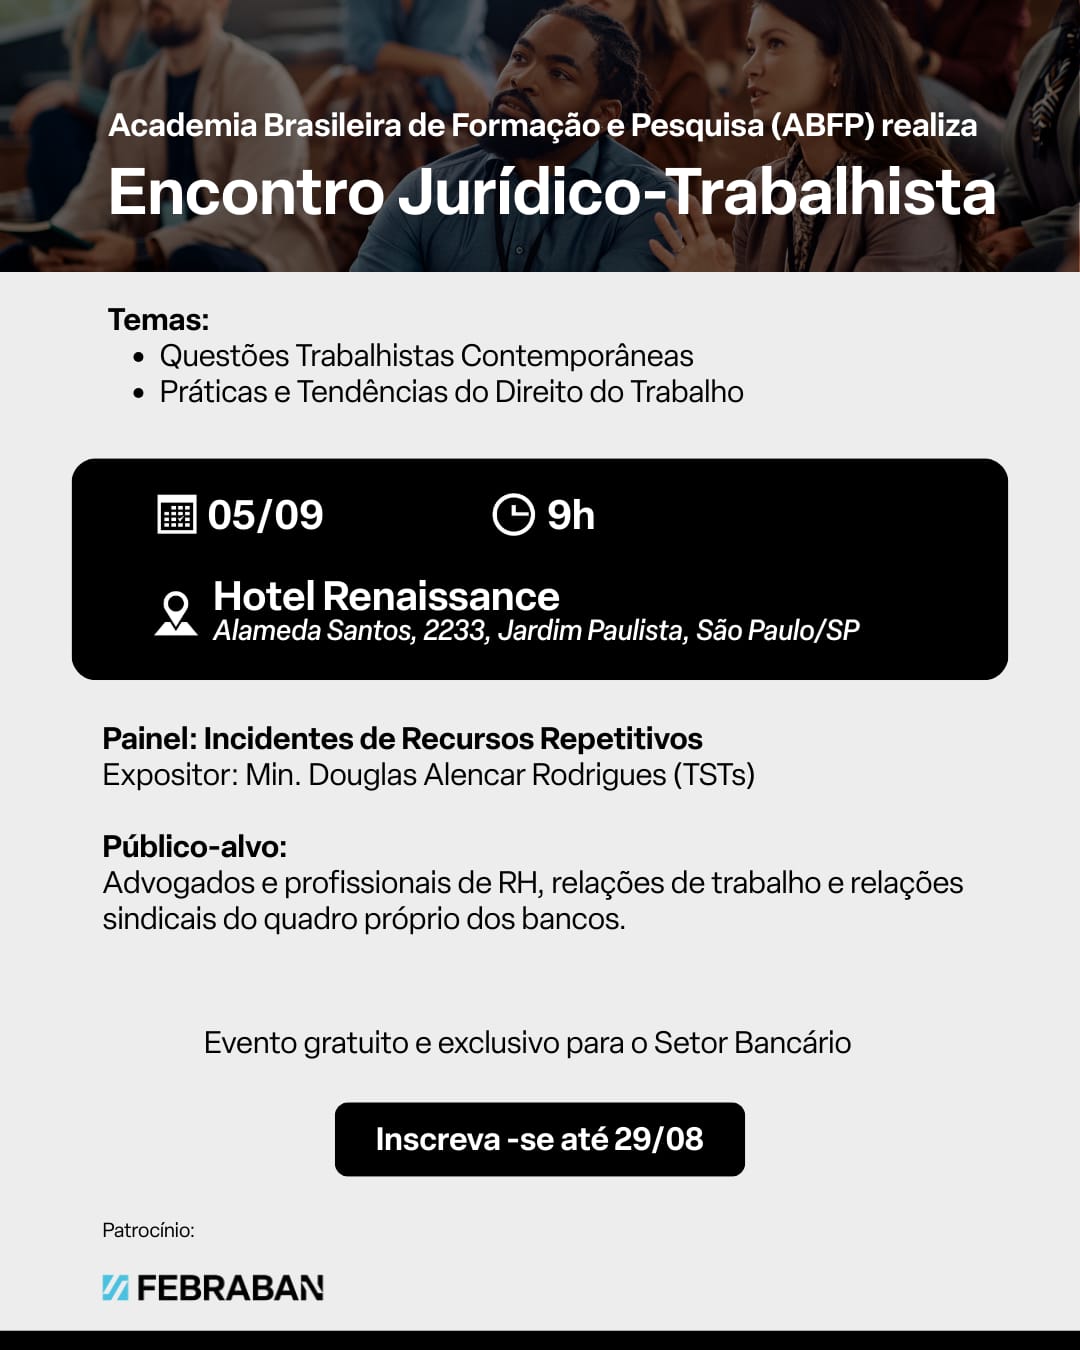 Academia Brasileira de Formação e Pesquisa (ABFP) realiza
Encontro Jurídico-Trabalhista
Temas:
• Questões Trabalhistas Contemporâneas
• Práticas e Tendências do Direito do Trabalho
05/09
9h
Hotel Renaissance
Alameda Santos, 2233, Jardim Paulista, São Paulo/SP
Painel: Incidentes de Recursos Repetitivos
Expositor: Min. Douglas Alencar Rodrigues (TSTs)
Público-alvo:
Advogados e profissionais de RH, relações de trabalho e relações
sindicais do quadro próprio dos bancos.
Evento gratuito e exclusivo para o Setor Bancário
Inscreva -se até 29/08
Patrocínio:
FEBRABAN